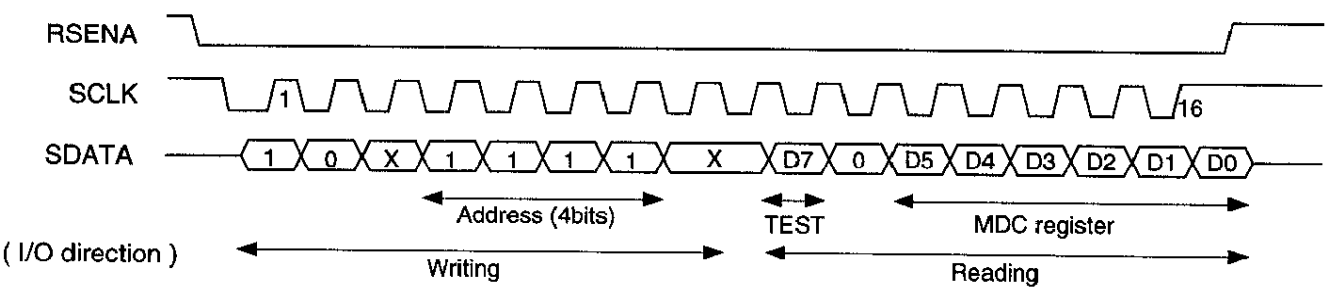 RSENA
SCLK 1 16
SDATA 1 0 X 1 1 1 1 X D7 0 D5 D4 D3 D2 D1 D0
Address (4bits) TEST MDC register
( I/O direction ) Writing Reading